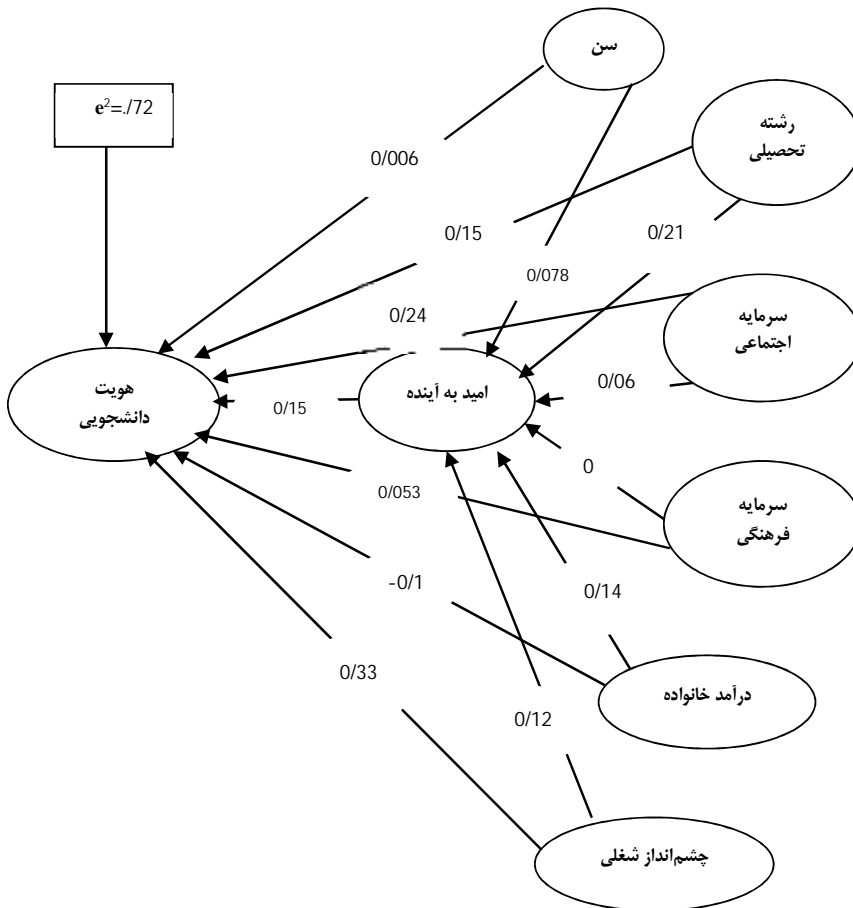 سن
e²=./72
رشته
تحصیلی
0/006
0/15
0/21
0/078
سرمایه
اجتماعی
0/24
هویت
دانشجویی
امید به آینده
0/06
0/15
0
سرمایه
فرهنگی
0/053
-0/1
0/14
0/33
درآمد خانواده
0/12
چشم‌انداز شغلی